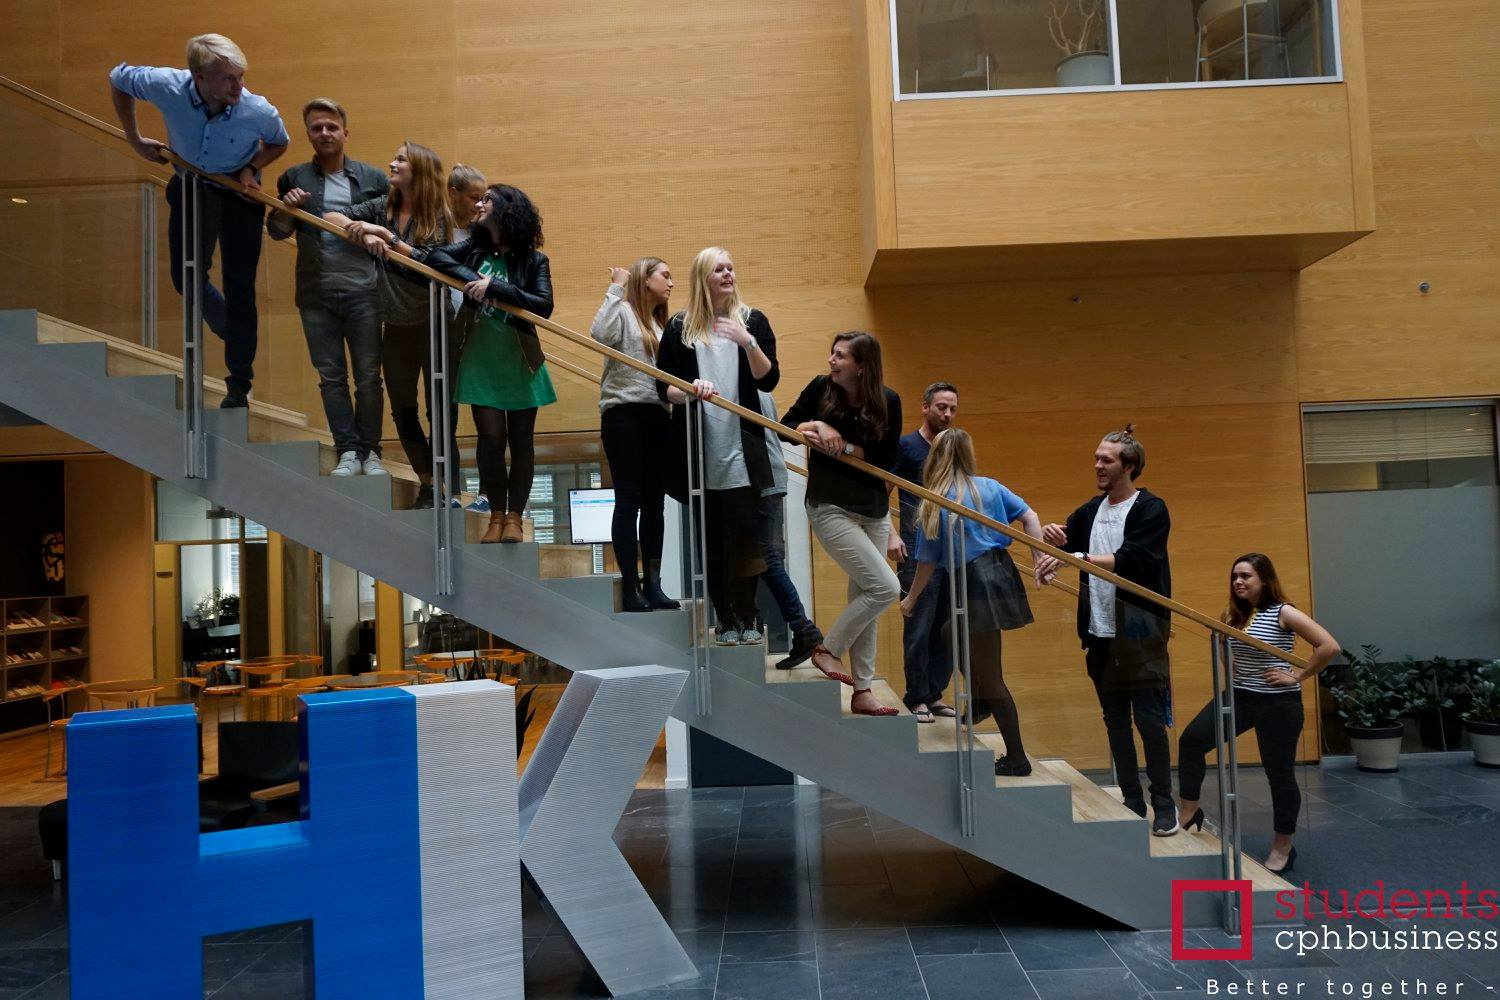 HK
students
cphbusiness
- Better together -